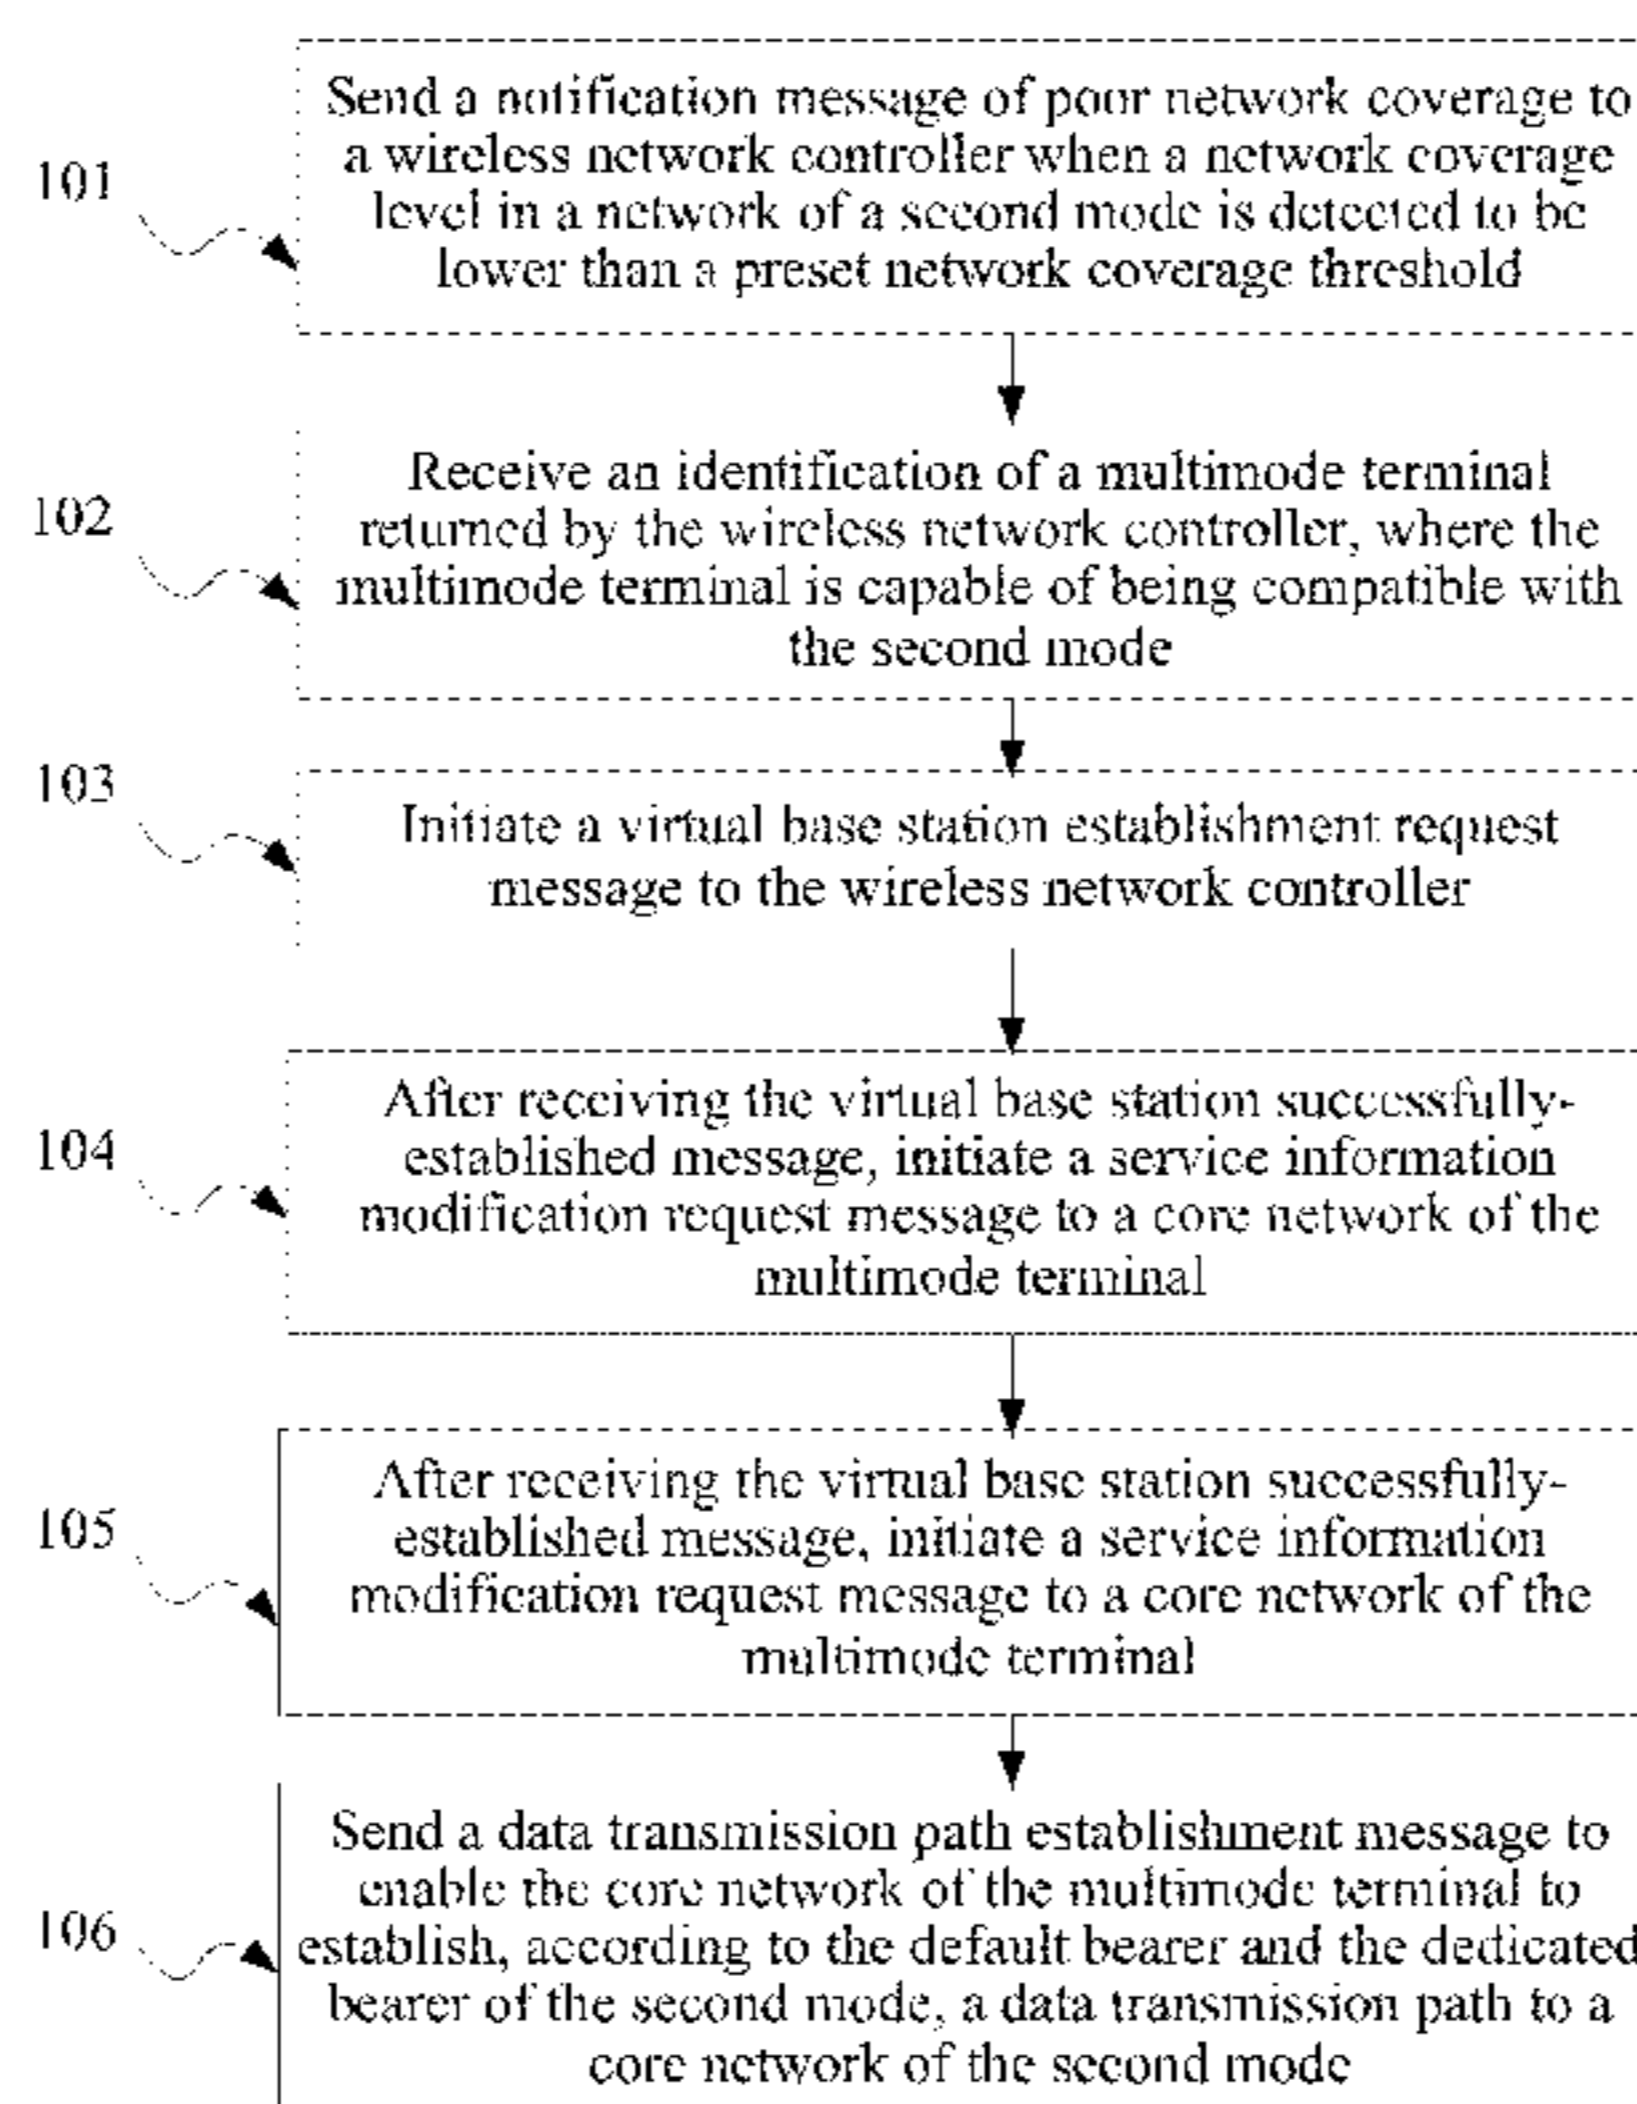 Send a notification message of poor network coverage to
101
a wireless network controller when a network coverage
level in a network of a second mode is detected to be
lower than a preset network coverage threshold
Receive an identification of a multimode terminal
102
returned by the wireless network controller, where the
multimode terminal is capable of being compatible with
the second mode
103
Initiate a virtual base station establishment request
message to the wireless network controller
After receiving the virtual base station successfully-
104
established message, initiate a service information
modification request message to a core network of the
multimode terminal
After receiving the virtual base station successfully-
105
established message, initiate a service information
modification request message to a core network of the
multimode terminal
Send a data transmission path establishment message to
enable the core network of the multimode terminal to
106
establish, according to the default bearer and the dedicated
bearer of the second mode, a data transmission path to a
core network of the second mode